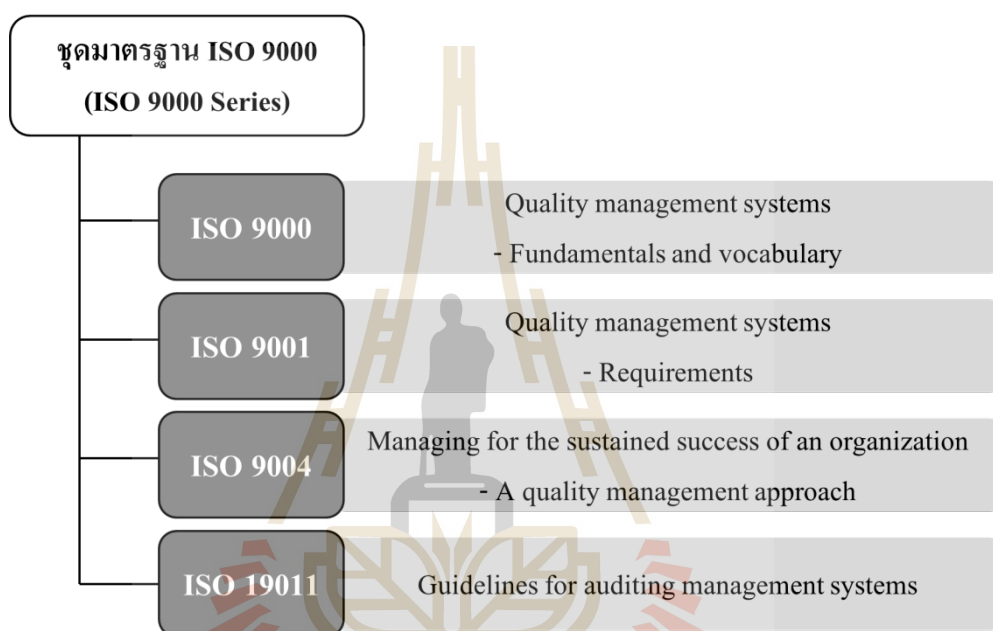 ชุดมาตรฐาน ISO 9000
(ISO 9000 Series)
ISO 9000
Quality management systems
- Fundamentals and vocabulary
ISO 9001
Quality management systems
- Requirements
ISO 9004
Managing for the sustained success of an organization
- A quality management approach
ISO 19011
Guidelines for auditing management systems